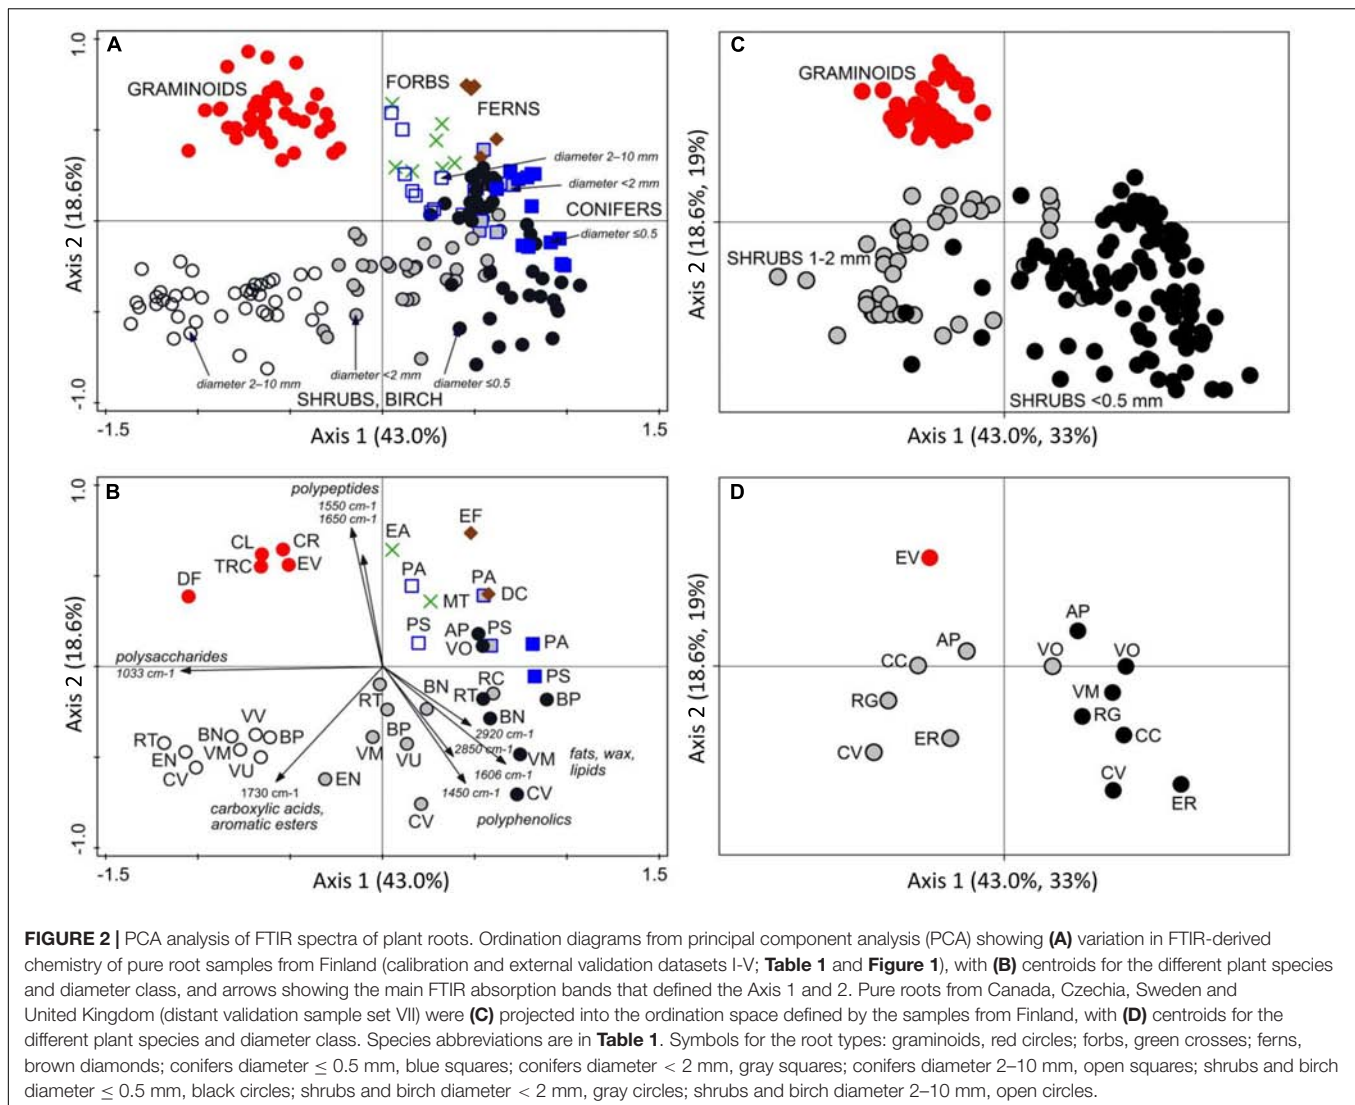 A
1.0
GRAMINOIDS
FORBS
FERNS
diameter 2–10 mm
diameter <2 mm
CONIFERS
diameter ≤0.5
diameter 2–10 mm
diameter <2 mm
diameter ≤0.5
SHRUBS, BIRCH
Axis 2 (18.6%)
-1.0
-1.5
Axis 1 (43.0%)
1.5
C
GRAMINOIDS
SHRUBS 1-2 mm
SHRUBS <0.5 mm
Axis 2 (18.6%, 19%)
Axis 1 (43.0%, 33%)
B
1.0
polypeptides
1550 cm-1
1650 cm-1
EF
EA
CL
CR
TRC
EV
DF
PA
PA
DC
MT
PS
AP
PS
VO
PA
polysaccharides
1033 cm-1
PS
RC
BN
RT
RT
BP
BN
VV
BN
BP
RT
VM
EN
VU
CV
BP
VM
VU
2920 cm-1
2850 cm-1
VM
fats, wax,
lipids
1606 cm-1
1730 cm-1
EN
1450 cm-1
CV
carboxylic acids,
aromatic esters
CV
polyphenolics
Axis 2 (18.6%)
-1.0
-1.5
Axis 1 (43.0%)
1.5
D
EV
AP
AP
VO
VO
CC
VM
RG
RG
CC
ER
CV
CV
ER
Axis 2 (18.6%, 19%)
Axis 1 (43.0%, 33%)
FIGURE 2 | PCA analysis of FTIR spectra of plant roots. Ordination diagrams from principal component analysis (PCA) showing (A) variation in FTIR-derived
chemistry of pure root samples from Finland (calibration and external validation datasets I-V; Table 1 and Figure 1), with (B) centroids for the different plant species
and diameter class, and arrows showing the main FTIR absorption bands that defined the Axis 1 and 2. Pure roots from Canada, Czechia, Sweden and
United Kingdom (distant validation sample set VII) were (C) projected into the ordination space defined by the samples from Finland, with (D) centroids for the
different plant species and diameter class. Species abbreviations are in Table 1. Symbols for the root types: graminoids, red circles; forbs, green crosses; ferns,
brown diamonds; conifers diameter ≤ 0.5 mm, blue squares; conifers diameter < 2 mm, gray squares; conifers diameter 2–10 mm, open squares; shrubs and birch
diameter ≤ 0.5 mm, black circles; shrubs and birch diameter < 2 mm, gray circles; shrubs and birch diameter 2–10 mm, open circles.